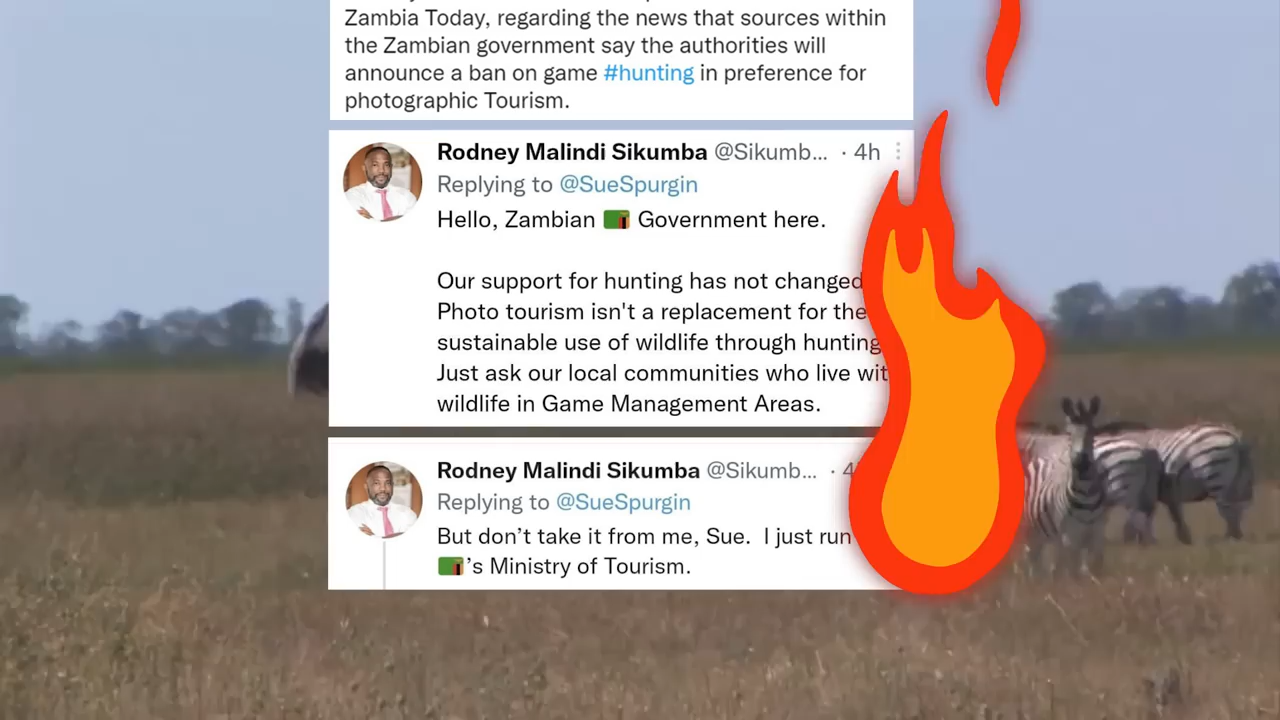 Zambia Today, regarding the news that sources within
the Zambian government say the authorities will
announce a ban on game #hunting in preference for
photographic Tourism.
Rodney Malindi Sikumba @Sikumb... · 4h
Replying to @SueSpurgin
Hello, Zambian 🇿🇲 Government here.
Our support for hunting has not changed
Photo tourism isn't a replacement for the
sustainable use of wildlife through hunting
Just ask our local communities who live wit
wildlife in Game Management Areas.
Rodney Malindi Sikumba @Sikumb... · 4
Replying to @SueSpurgin
But don't take it from me, Sue. I just run
🇿🇲's Ministry of Tourism.